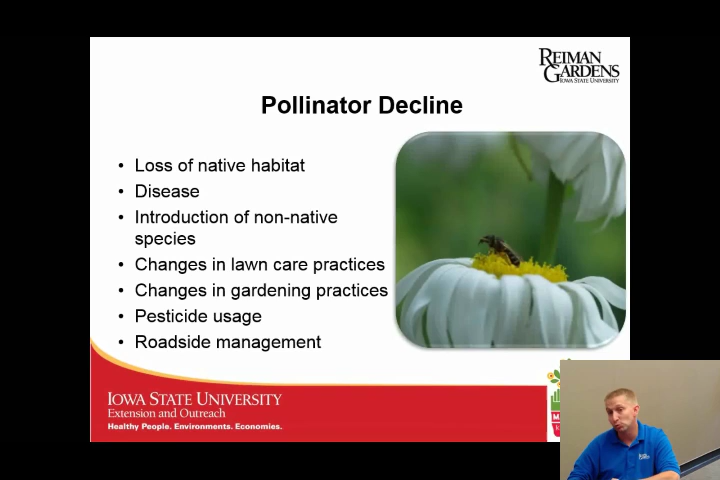 REIMAN
GARDENS
IOWA STATE UNIVERSITY
Pollinator Decline
• Loss of native habitat
• Disease
• Introduction of non-native
species
• Changes in lawn care practices
• Changes in gardening practices
• Pesticide usage
• Roadside management
IOWA STATE UNIVERSITY
Extension and Outreach
Healthy People. Environments. Economies.